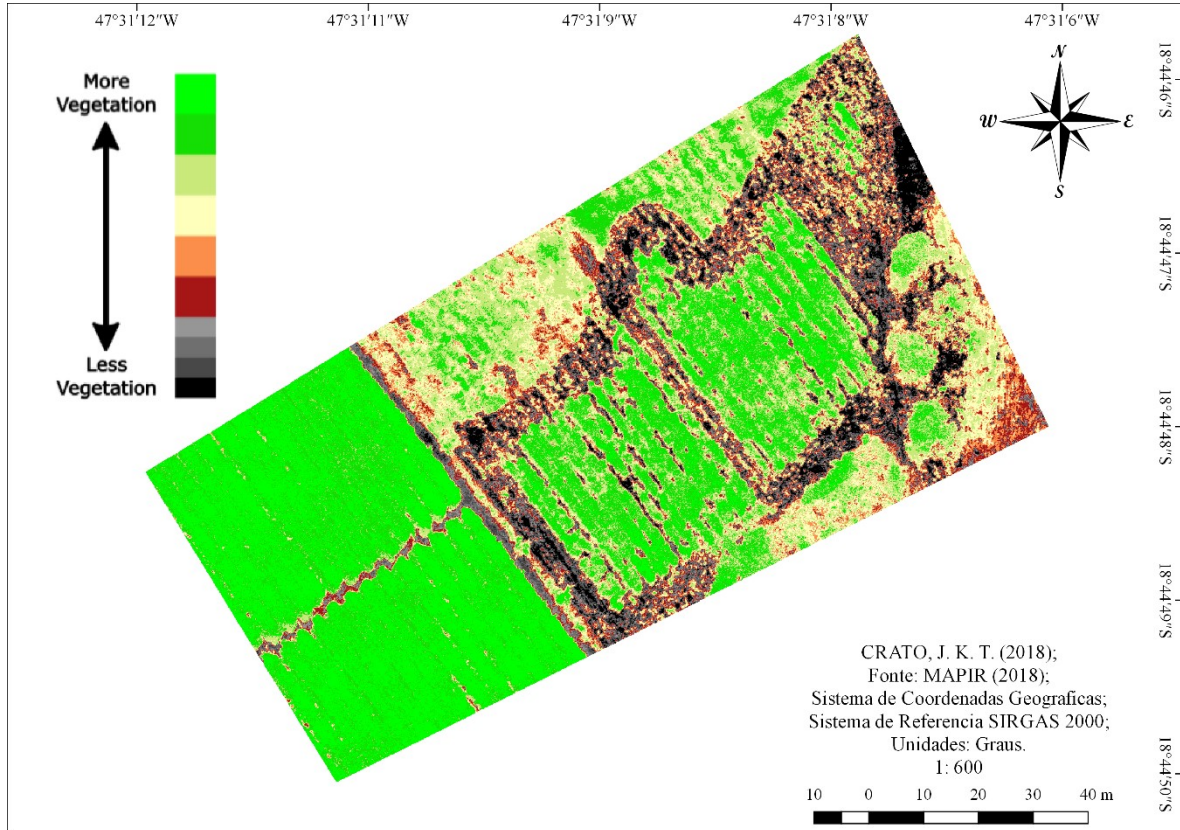 47°31'12"W 47°31'11"W 47°31'9"W 47°31'8"W 47°31'6"W
More
Vegetation
Less
Vegetation
N
W E
S
18°44'46"S
18°44'47"S
18°44'48"S
18°44'49"S
18°44'50"S
CRATO, J. K. T. (2018);
Fonte: MAPIR (2018);
Sistema de Coordenadas Geograficas;
Sistema de Referencia SIRGAS 2000;
Unidades: Graus.
1: 600
10 0 10 20 30 40 m